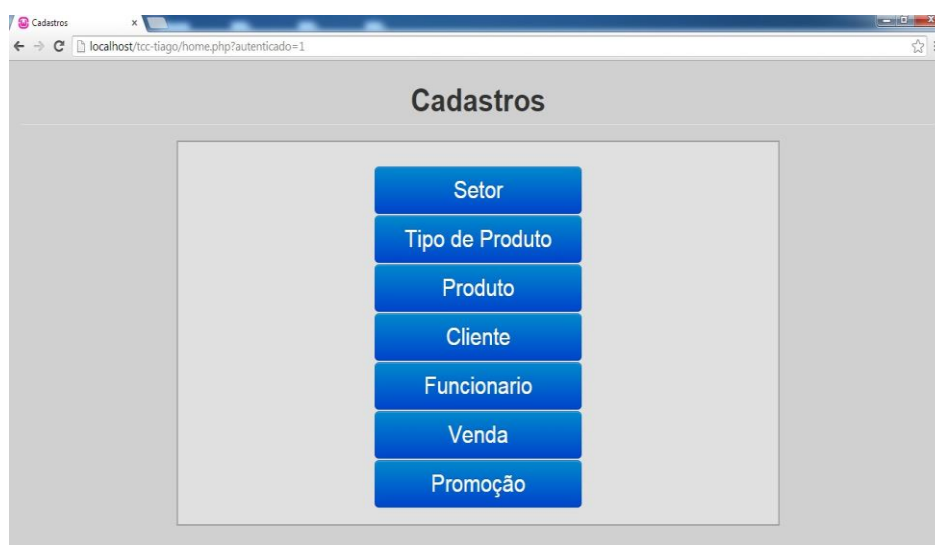 Cadastros
localhost/tcc-tiago/home.php?autenticado=1
Cadastros
Setor
Tipo de Produto
Produto
Cliente
Funcionario
Venda
Promoção